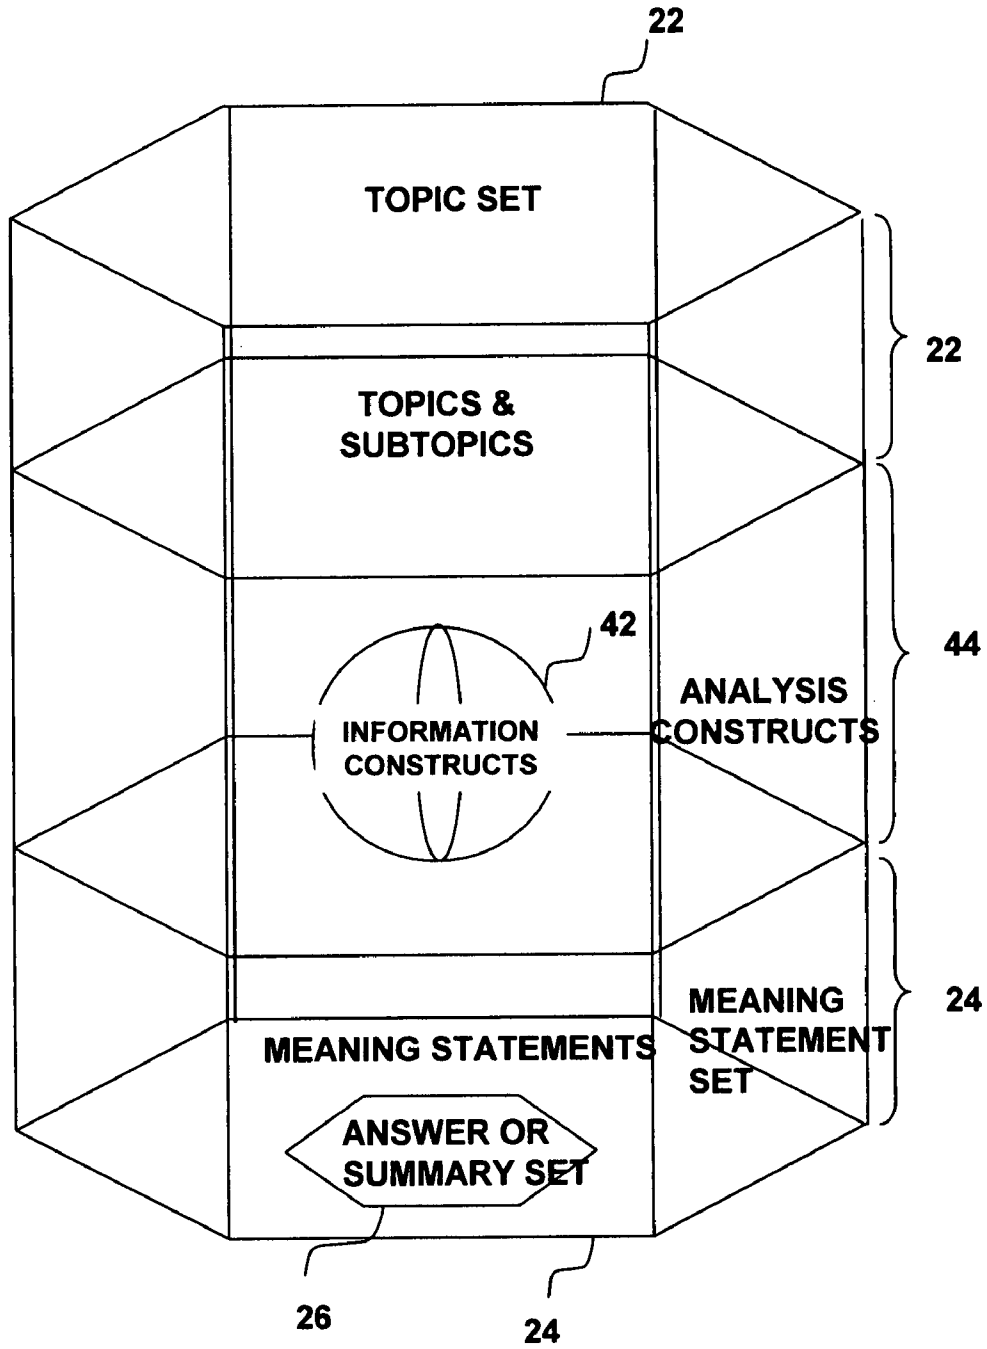 22
TOPIC SET
22
TOPICS &
SUBTOPICS
42
44
ANALYSIS
CONSTRUCTS
INFORMATION
CONSTRUCTS
24
MEANING
STATEMENT
SET
MEANING STATEMENTS
ANSWER OR
SUMMARY SET
26
24